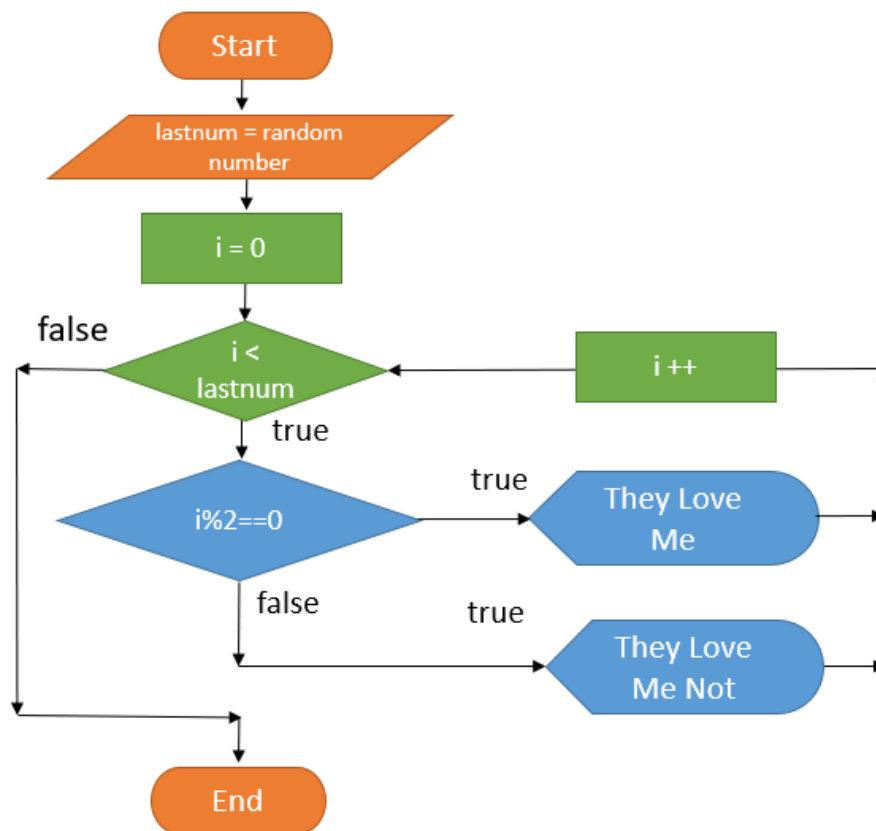 Start
lastnum = random
number
i = 0
false
i <
lastnum
i ++
true
i%2==0
true
They Love
Me
false
true
They Love
Me Not
End